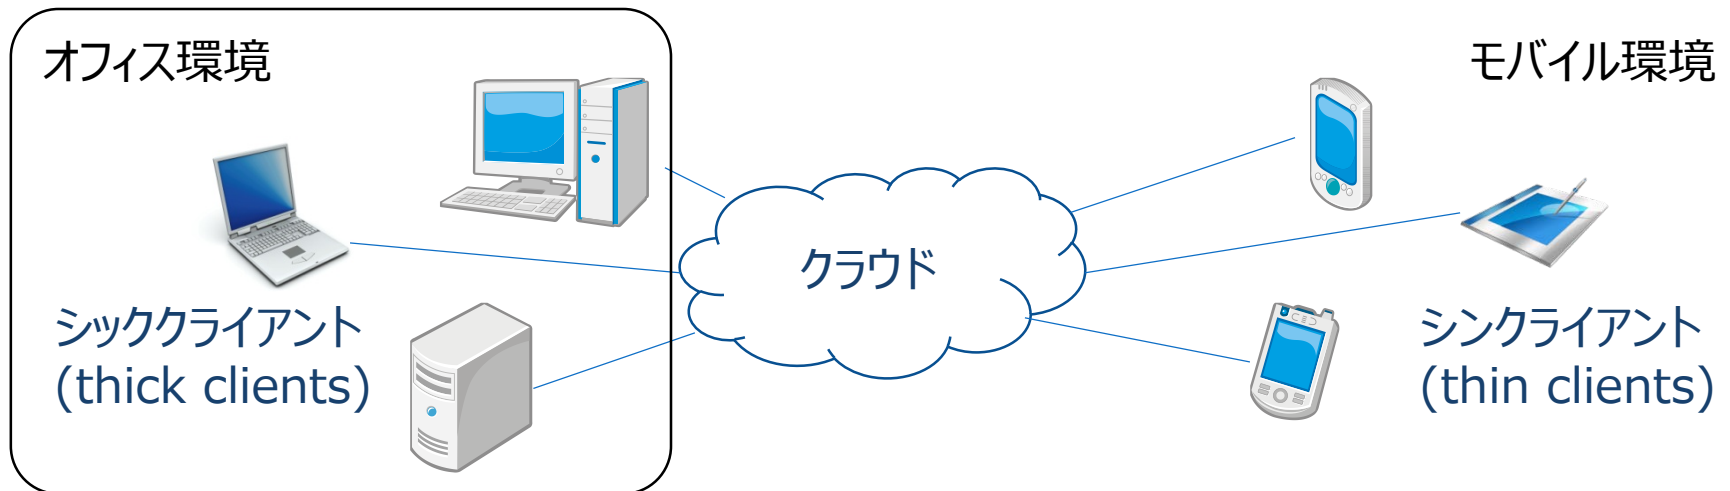 オフィス環境
シッククライアント
(thick clients)
クラウド
モバイル環境
シンクライアント
(thin clients)